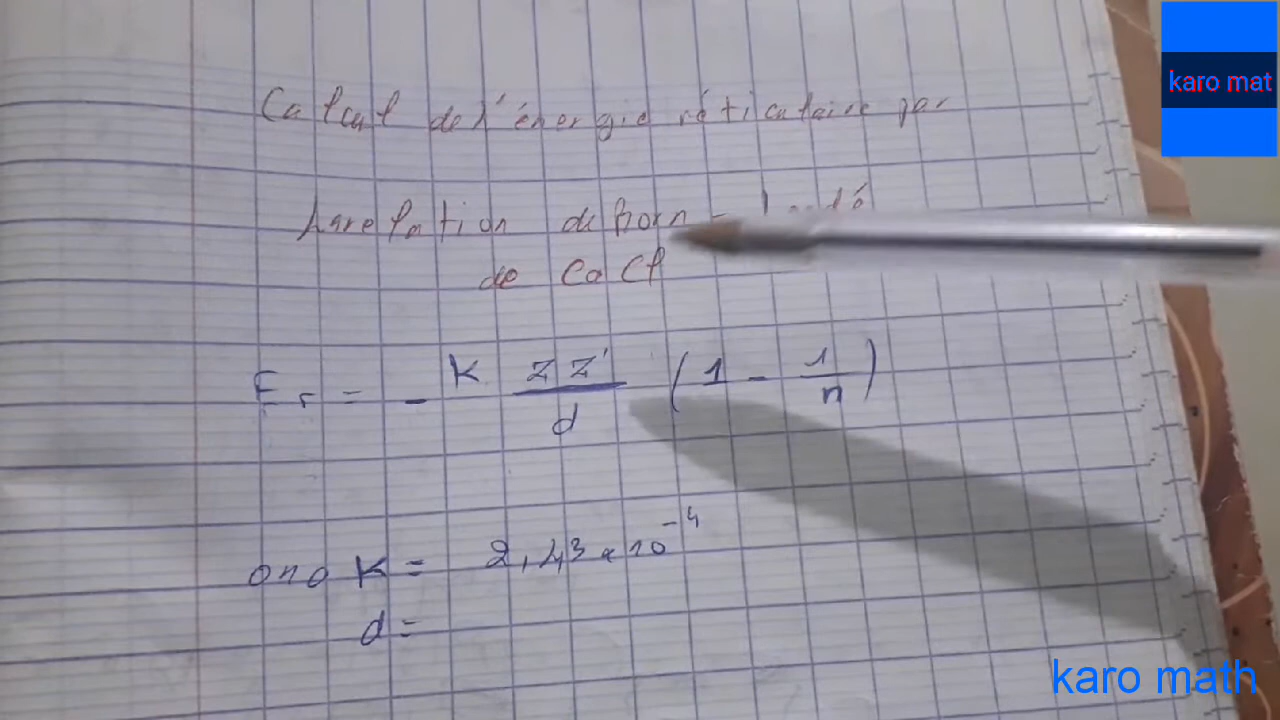 karo mat
Calcul de l'énergie réticulaire par
la relation de Born -
de CaCl
Er = - K z z' / d ( 1 - 1 / n )
on a K = 2,43 x 10^-4
d =
karo math